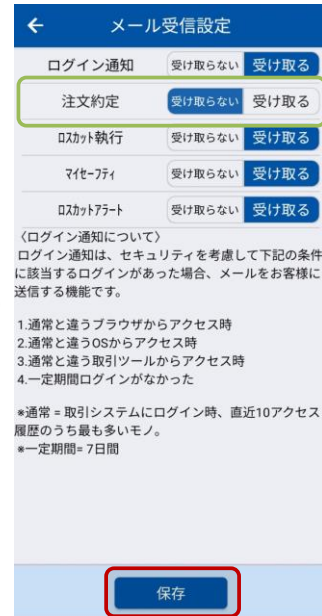 メール受信設定
ログイン通知 受け取らない 受け取る
注文約定 受け取らない 受け取る
ロスカット執行 受け取らない 受け取る
マイセーフティ 受け取らない 受け取る
ロスカットアラート 受け取らない 受け取る
〈ログイン通知について〉
ログイン通知は、セキュリティを考慮して下記の条件
に該当するログインがあった場合、メールをお客様に
送信する機能です。
1.通常と違うブラウザからアクセス時
2.通常と違うOSからアクセス時
3.通常と違う取引ツールからアクセス時
4.一定期間ログインがなかった
※通常 = 取引システムにログイン時、直近10アクセス
履歴のうち最も多いモノ。
※一定期間= 7日間
保存